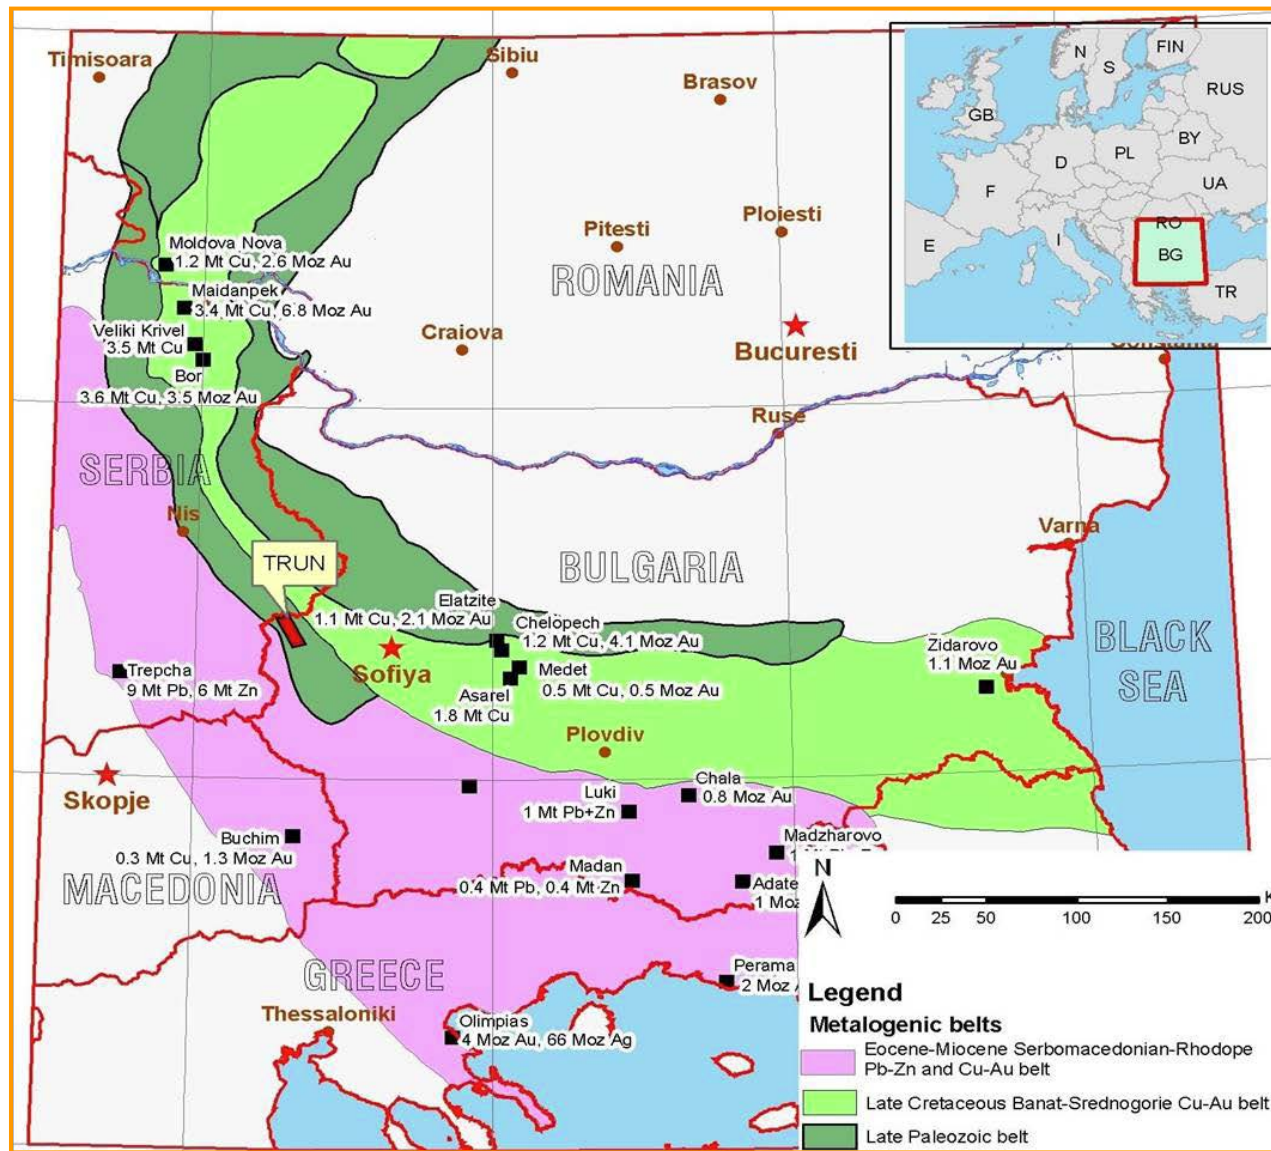 Timisoara
Sibiu
Brasov
N
S
FIN
RUS
GB
BY
PL
D
UA
F
RO
E
I
BG
TR
Moldova Nova
1.2 Mt Cu, 2.6 Moz Au
Pitesti
Ploiesti
ROMANIA
Maidanpek
3.4 Mt Cu, 6.8 Moz Au
Veliki Krivel
3.5 Mt Cu
Craiova
Bucuresti
Bor
3.6 Mt Cu, 3.5 Moz Au
Ruse
SERBIA
Nis
Varna
TRUN
BULGARIA
Elatzite
1.1 Mt Cu, 2.1 Moz Au
Chelopech
1.2 Mt Cu, 4.1 Moz Au
BLACK
SEA
Zidarovo
1.1 Moz Au
Sofiya
Medet
0.5 Mt Cu, 0.5 Moz Au
Asarel
1.8 Mt Cu
Trepcha
9 Mt Pb, 6 Mt Zn
Plovdiv
Skopje
Luki
1 Mt Pb+Zn
Chala
0.8 Moz Au
Buchim
0.3 Mt Cu, 1.3 Moz Au
Madzharovo
MACEDONIA
Madan
0.4 Mt Pb, 0.4 Mt Zn
Adate
1 Moz
N
0 25 50 100 150 200 K
GREECE
Perama
2 Moz
Thessaloniki
Olimpias
4 Moz Au, 66 Moz Ag
Legend
Metalogenic belts
Eocene-Miocene Serbomacedonian-Rhodope
Pb-Zn and Cu-Au belt
Late Cretaceous Banat-Srednogorie Cu-Au belt
Late Paleozoic belt